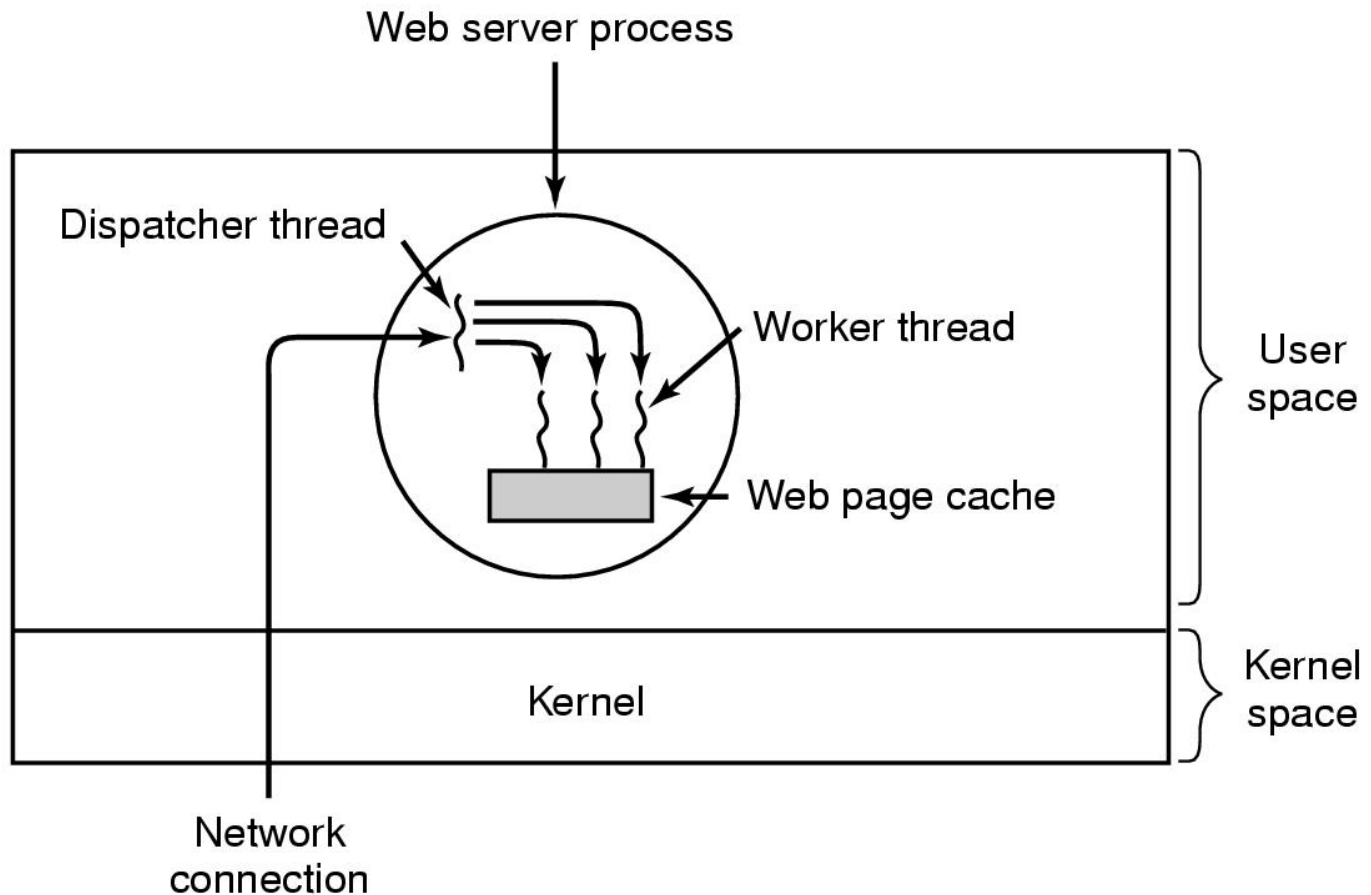 Web server process
Dispatcher thread
Worker thread
User
space
Web page cache
Kernel
Kernel
space
Network
connection